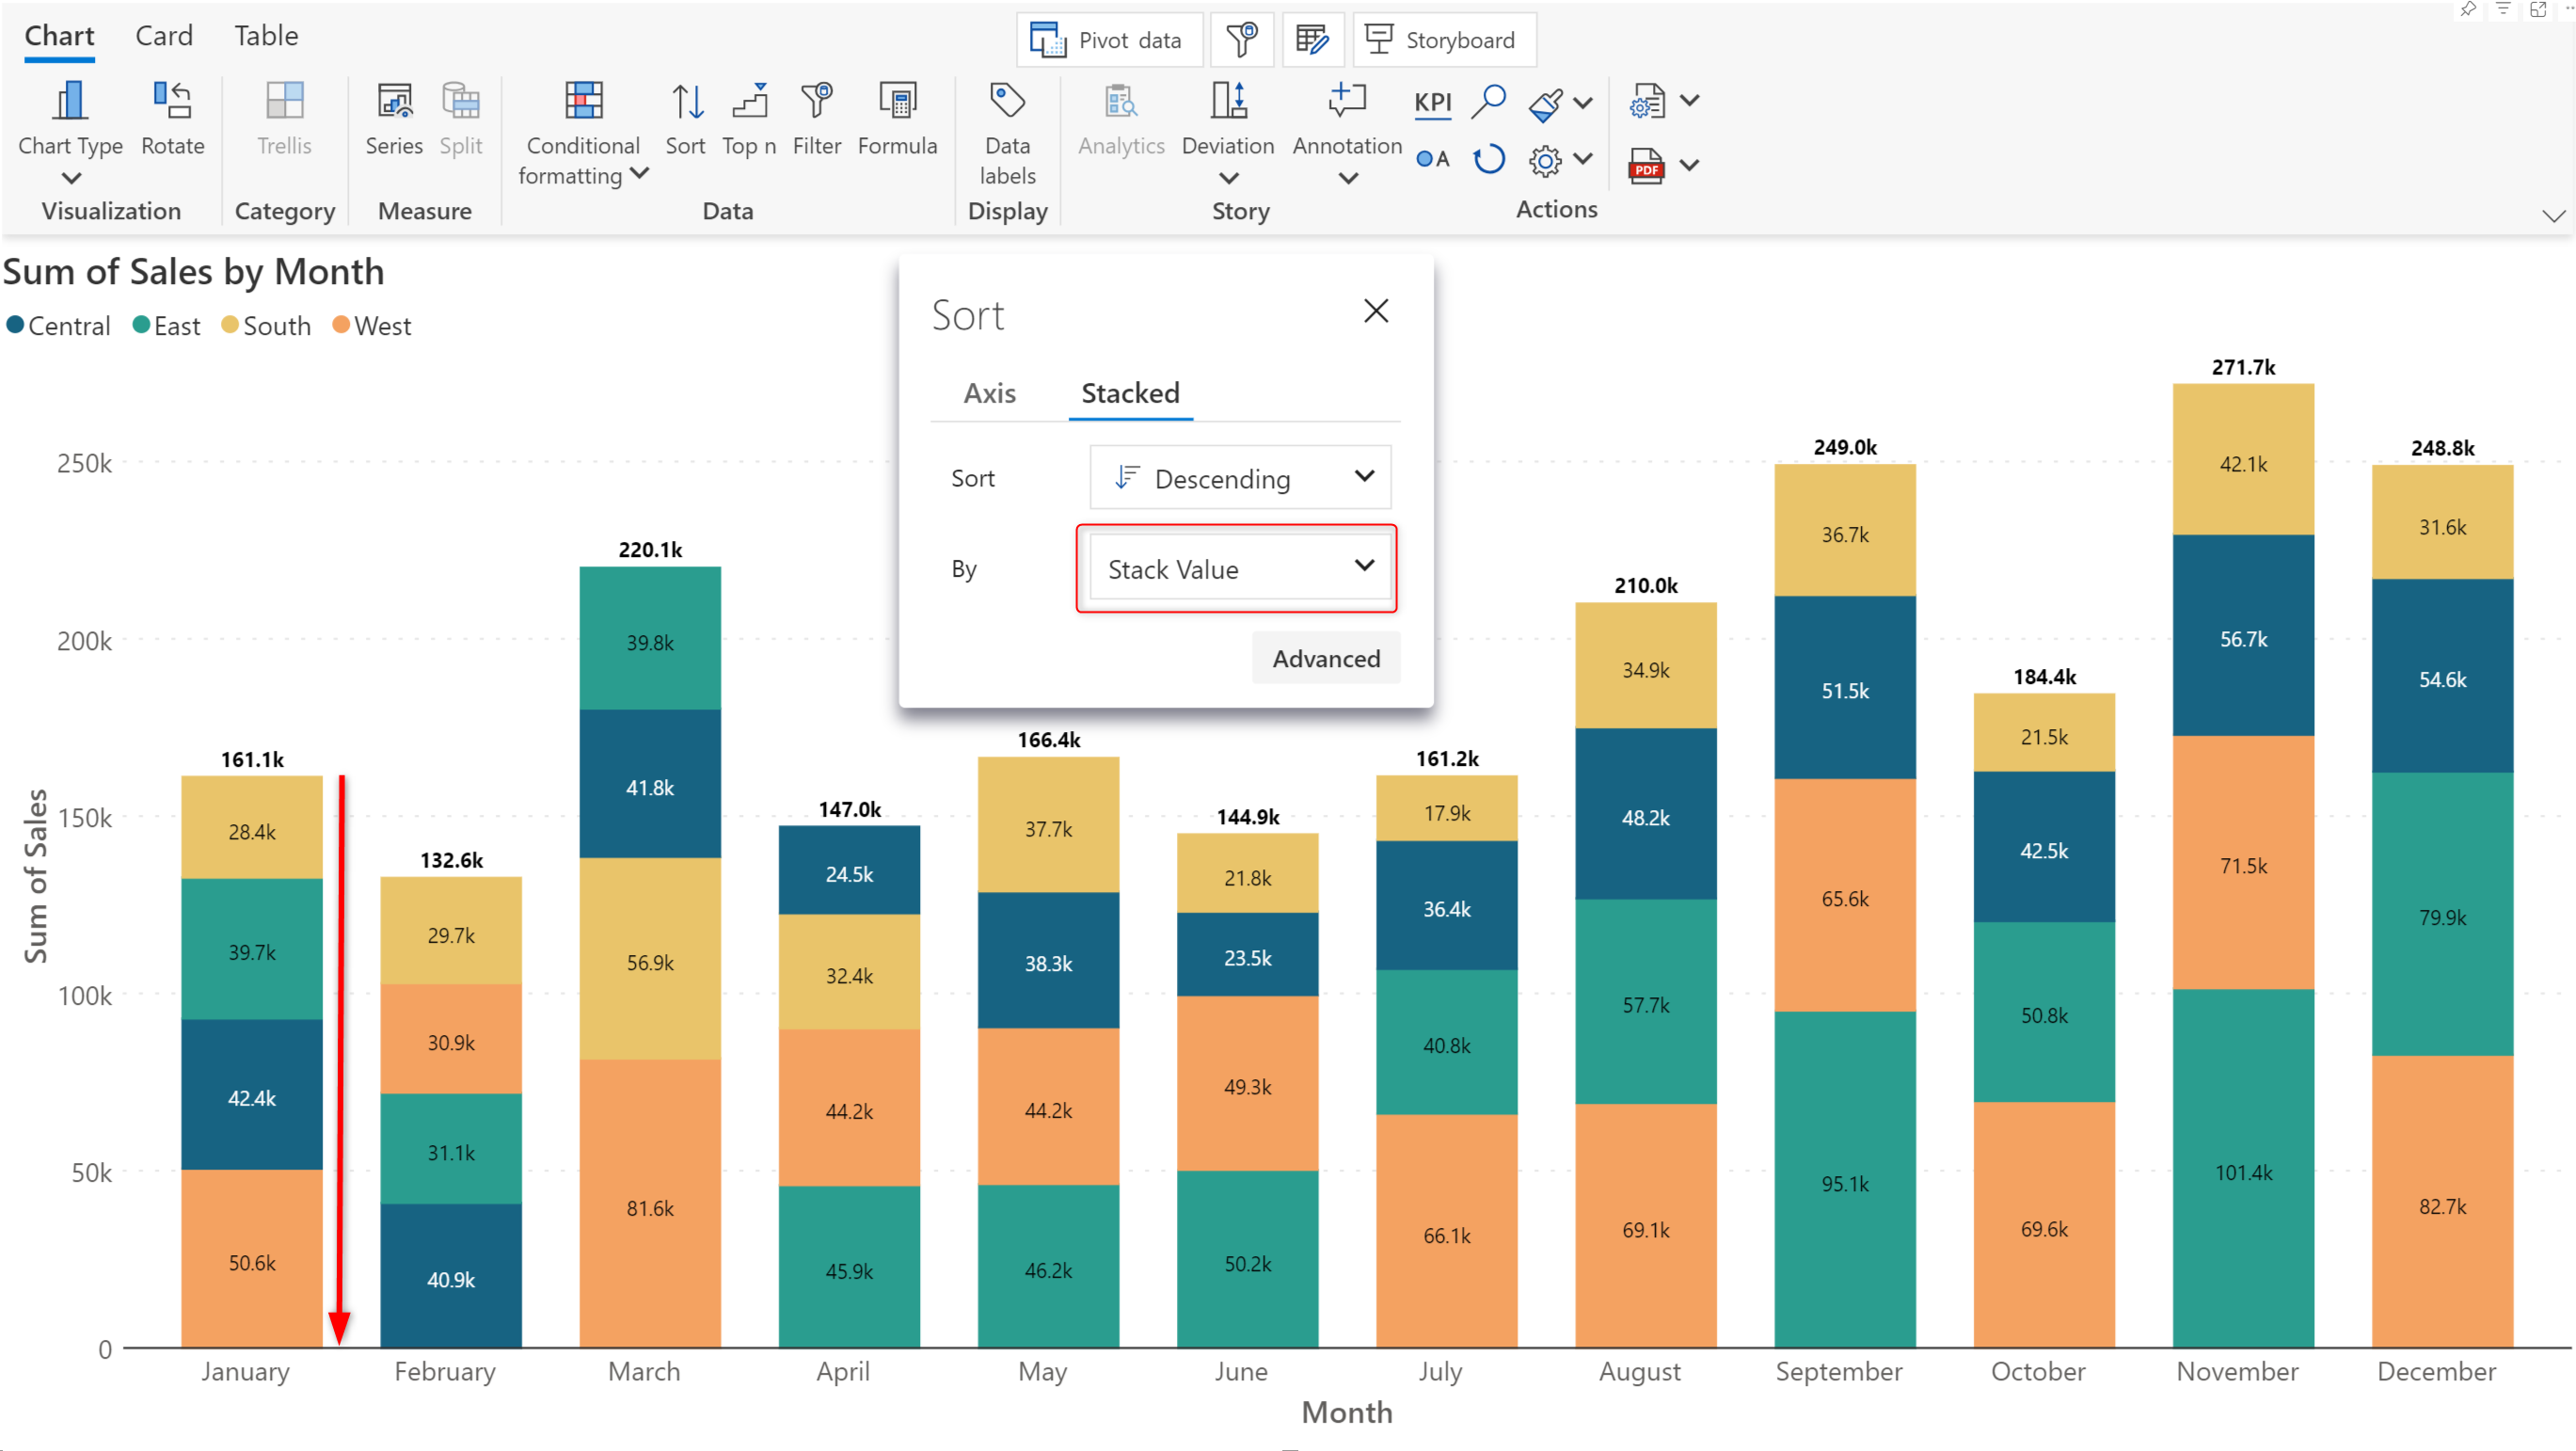 Chart Card Table
Pivot data Storyboard
Chart Type Rotate Trellis Series Split Conditional formatting Sort Top n Filter Formula Data labels Analytics Deviation Annotation KPI
A
PDF
Visualization Category Measure Data Display Story Actions
Sum of Sales by Month
Central East South West
Sort
Axis Stacked
Sort Descending
By Stack Value
Advanced
Sum of Sales
250k
200k
150k
100k
50k
0
161.1k
28.4k
39.7k
42.4k
50.6k
132.6k
29.7k
30.9k
31.1k
40.9k
220.1k
39.8k
41.8k
56.9k
81.6k
147.0k
24.5k
32.4k
44.2k
45.9k
166.4k
37.7k
38.3k
44.2k
46.2k
144.9k
21.8k
23.5k
49.3k
50.2k
161.2k
17.9k
36.4k
40.8k
66.1k
210.0k
34.9k
48.2k
57.7k
69.1k
249.0k
36.7k
51.5k
65.6k
95.1k
184.4k
21.5k
42.5k
50.8k
69.6k
271.7k
42.1k
56.7k
71.5k
101.4k
248.8k
31.6k
54.6k
79.9k
82.7k
January February March April May June July August September October November December
Month